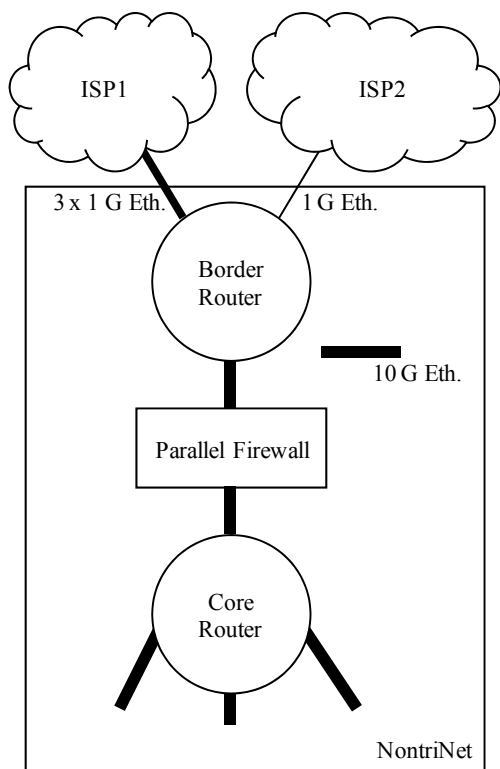 ISP1
ISP2
3 x 1 G Eth.
1 G Eth.
Border
Router
10 G Eth.
Parallel Firewall
Core
Router
NontriNet